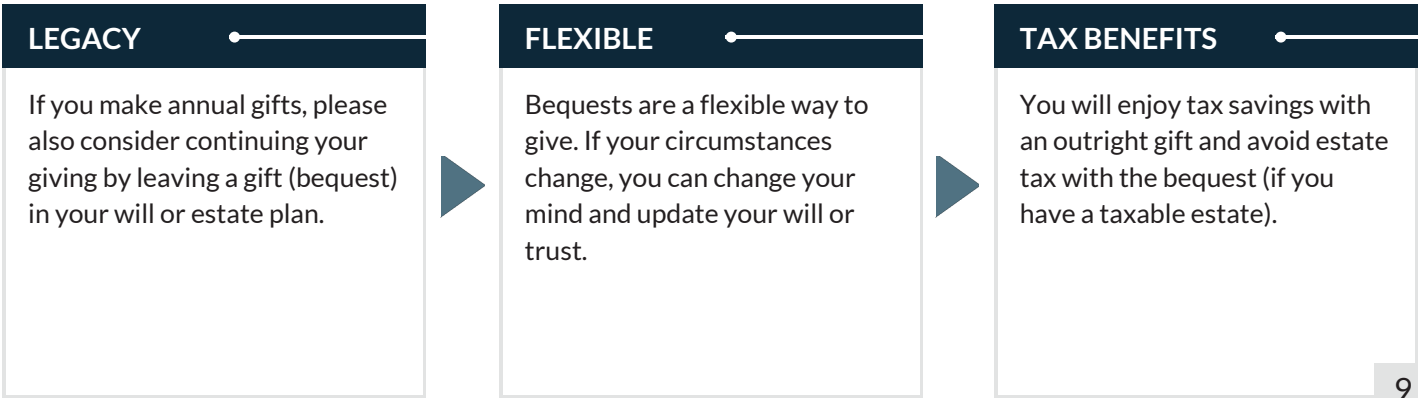 LEGACY
If you make annual gifts, please
also consider continuing your
giving by leaving a gift (bequest)
in your will or estate plan.
FLEXIBLE
Bequests are a flexible way to
give. If your circumstances
change, you can change your
mind and update your will or
trust.
TAX BENEFITS
You will enjoy tax savings with
an outright gift and avoid estate
tax with the bequest (if you
have a taxable estate).
9